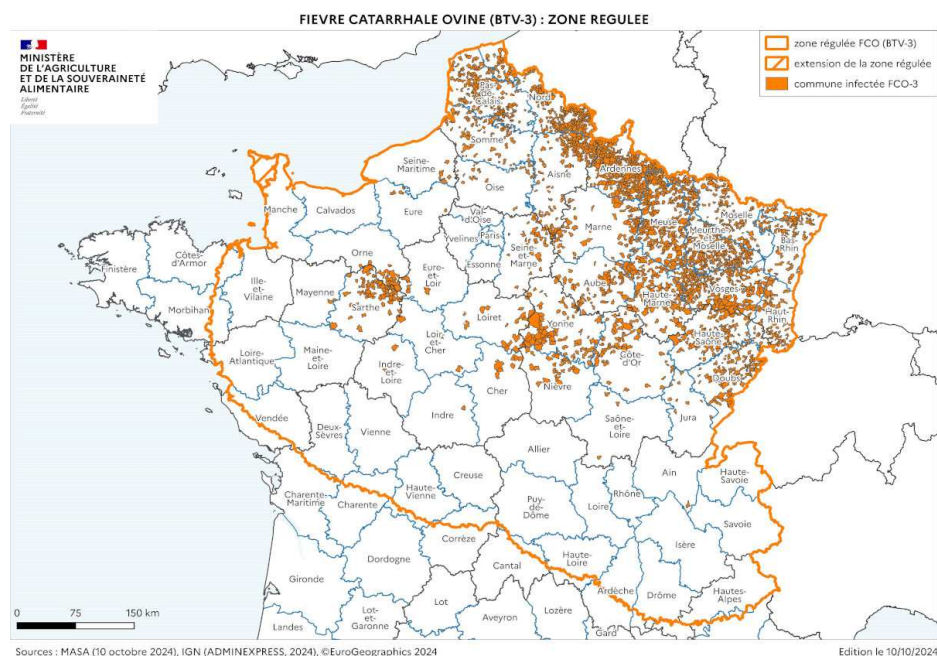 FIEVRE CATARRHALE OVINE (BTV-3) : ZONE REGULEE
MINISTÈRE
DE L'AGRICULTURE
ET DE LA SOUVERAINETÉ
ALIMENTAIRE
Liberté
Égalité
Fraternité
zone régulée FCO (BTV-3)
extension de la zone régulée
commune infectée FCO-3
Pas-
de-
Calais
Nord
Somme
Seine-
Maritime
Oise
Aisne
Ardennes
Manche
Calvados
Eure
Val-
d'Oise
Paris
Yvelines
Essonne
Seine-
et-
Marne
Marne
Meuse
Meurthe-
et-
Moselle
Moselle
Bas-
Rhin
Finistère
Côtes-
d'Armor
Morbihan
Ille-
et-
Vilaine
Mayenne
Orne
Sarthe
Eure-
et-
Loir
Loiret
Yonne
Aube
Haute-
Marne
Vosges
Haut-
Rhin
Haute-
Saône
Loire-
Atlantique
Maine-
et-
Loire
Indre-
et-
Loire
Loir-
et-
Cher
Cher
Nièvre
Côte-
d'Or
Doubs
Jura
Vendée
Deux-
Sèvres
Vienne
Indre
Allier
Saône-
et-
Loire
Ain
Haute-
Savoie
Charente-
Maritime
Charente
Haute-
Vienne
Creuse
Puy-
de-
Dôme
Loire
Rhône
Savoie
Isère
Corrèze
Dordogne
Gironde
Cantal
Haute-
Loire
Ardèche
Drôme
Hautes-
Alpes
Landes
Lot-
et-
Garonne
Lot
Aveyron
Lozère
Gard
0 75 150 km
Sources : MASA (10 octobre 2024), IGN (ADMINEXPRESS, 2024), ©EuroGeographics 2024
Edition le 10/10/2024